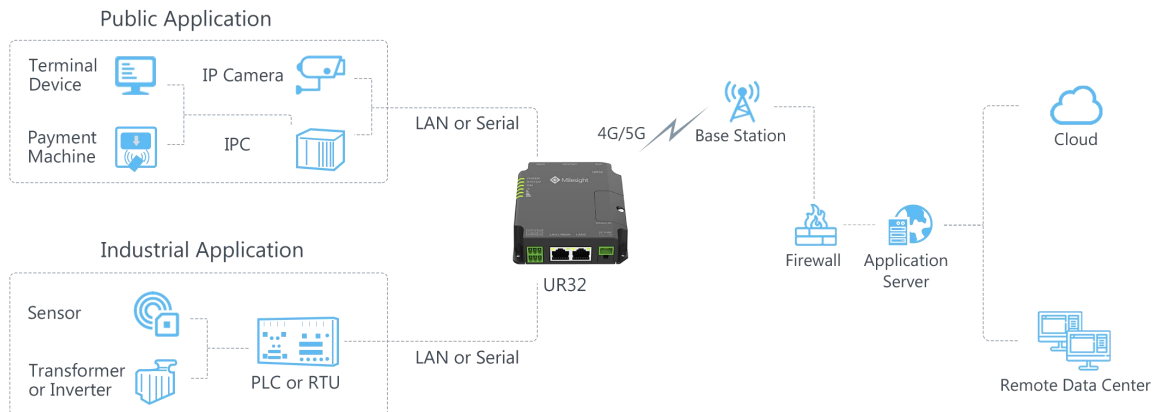 Public Application
Terminal
Device
IP Camera
Payment
Machine
IPC
LAN or Serial
4G/5G
Base Station
Cloud
Milesight
UR32
Firewall
Application
Server
Industrial Application
Sensor
Transformer
or Inverter
PLC or RTU
LAN or Serial
Remote Data Center